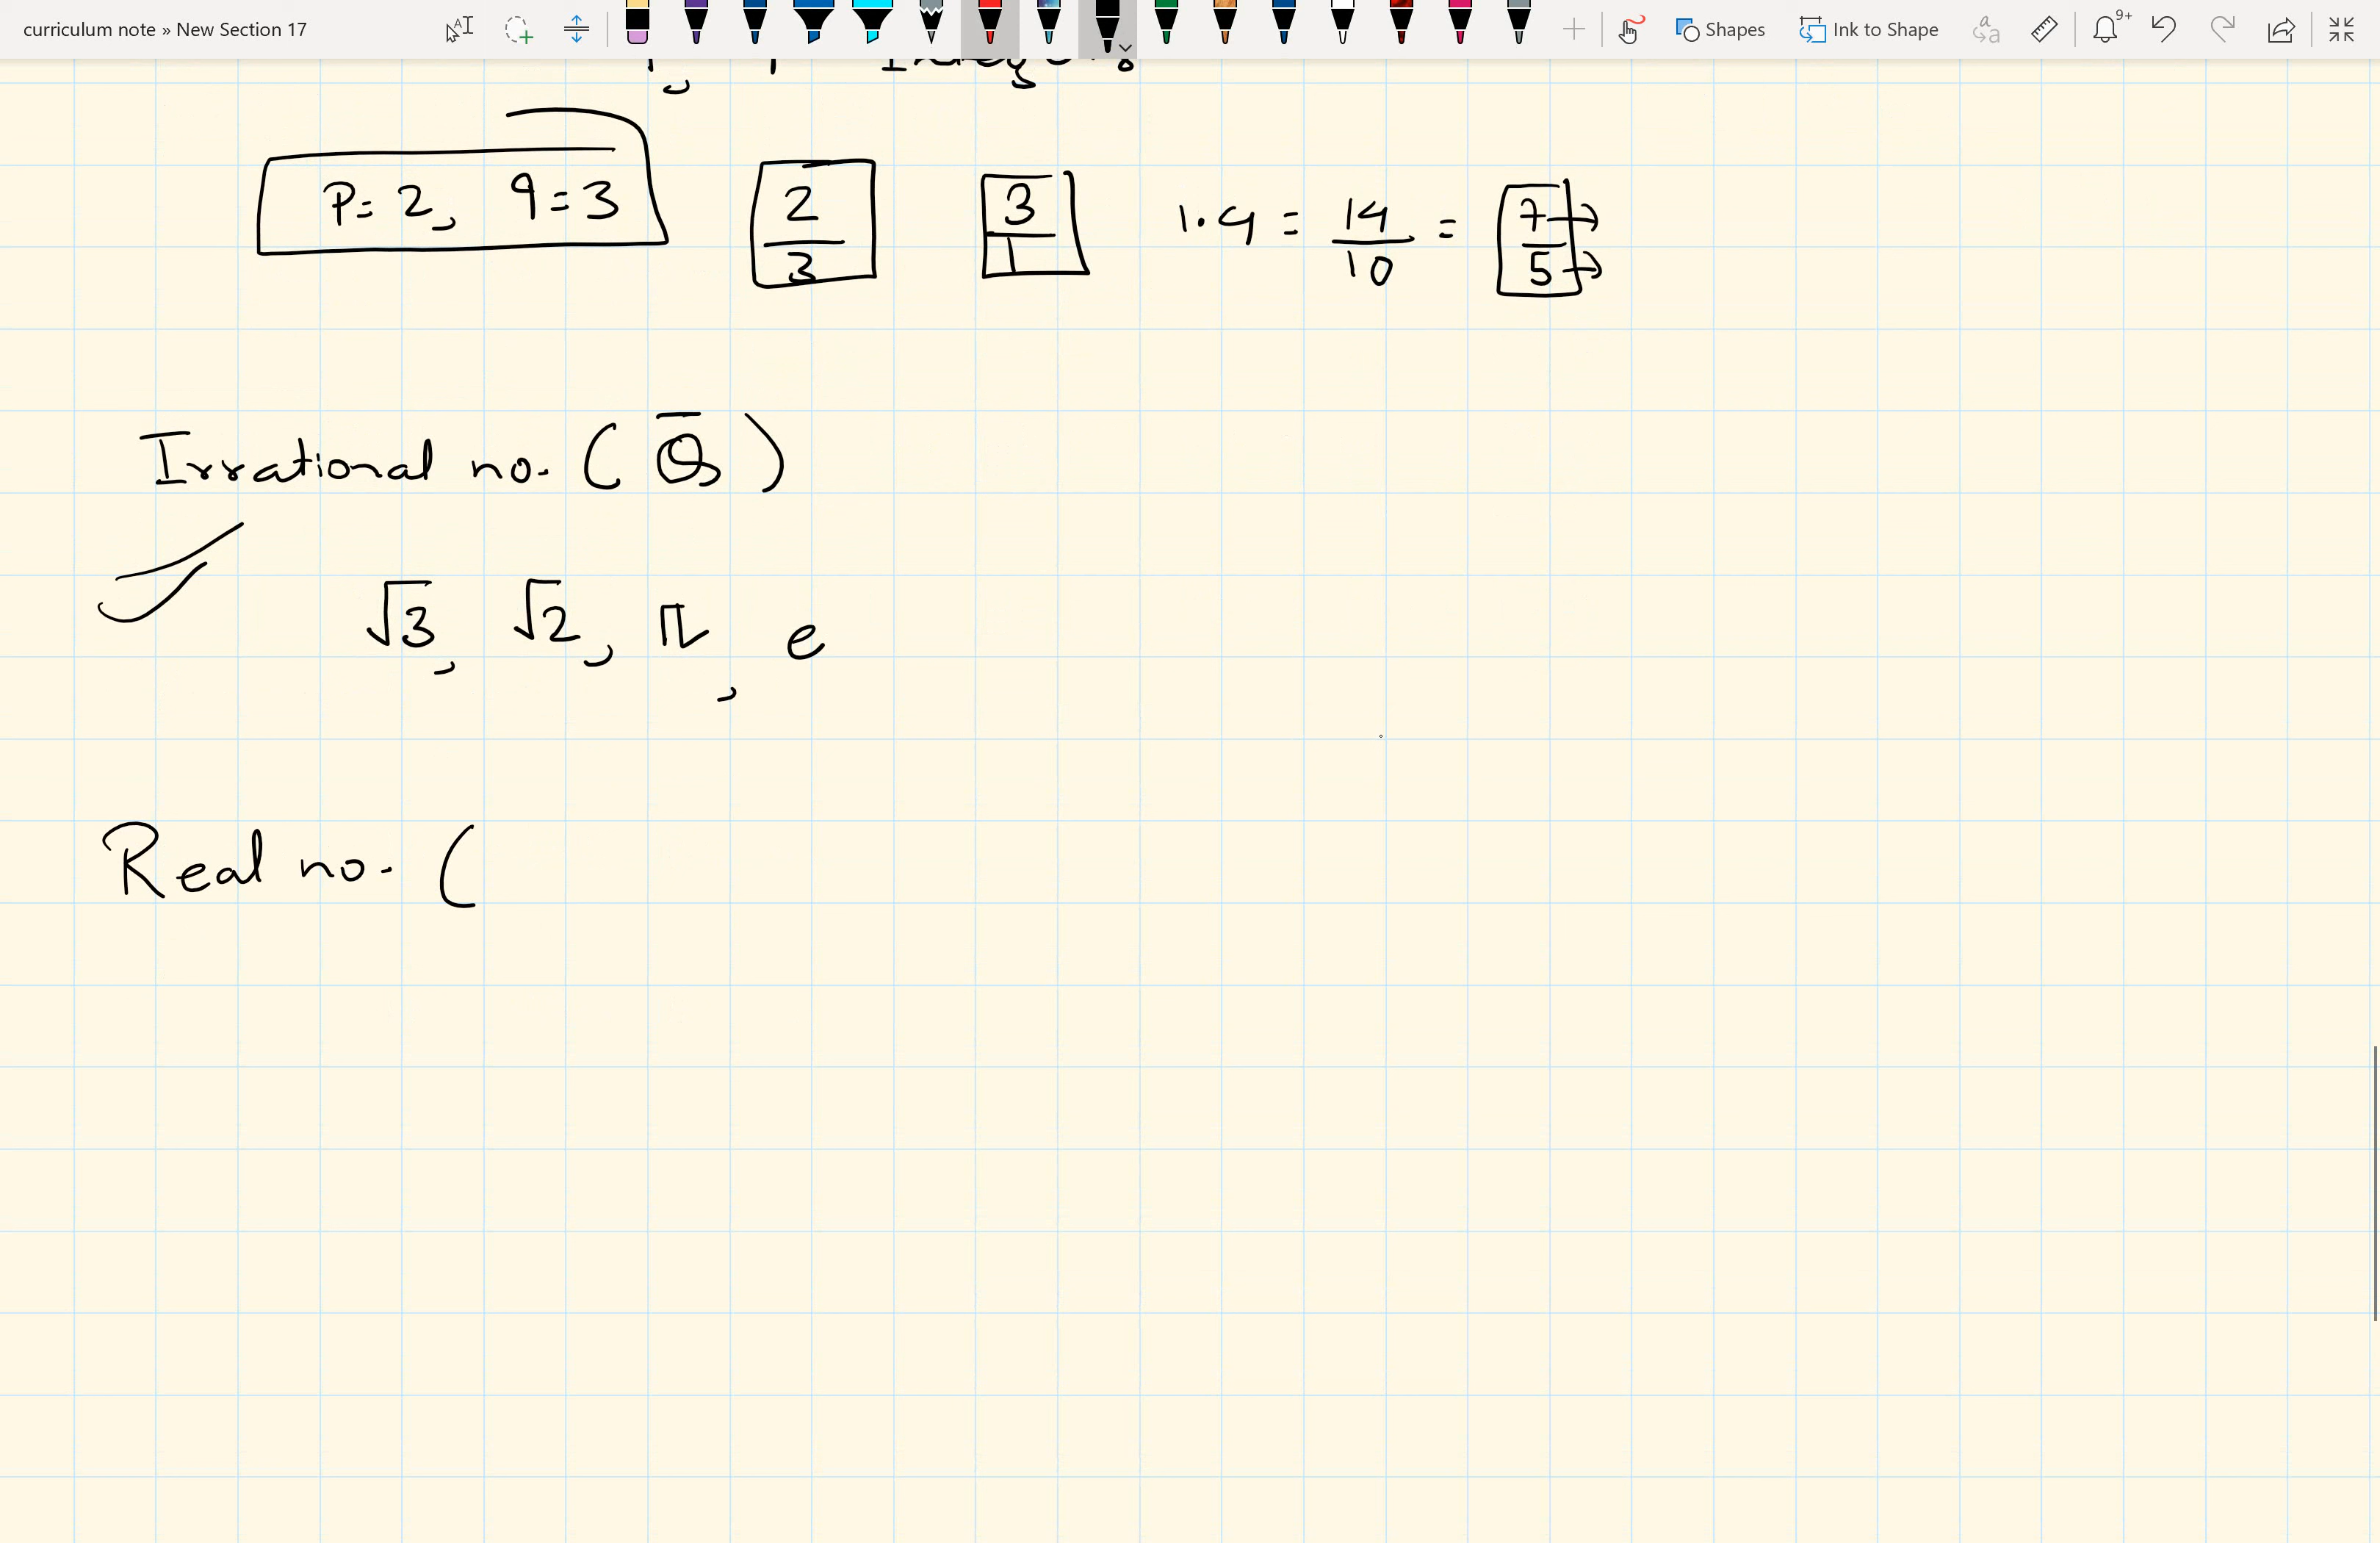 curriculum note » New Section 17
Shapes
Ink to Shape
9+
P = 2, q = 3
2/3
3/1
1.4 = 14/10 = 7/5
Irrational no. (Q̅)
√3, √2, π, e
Real no. (